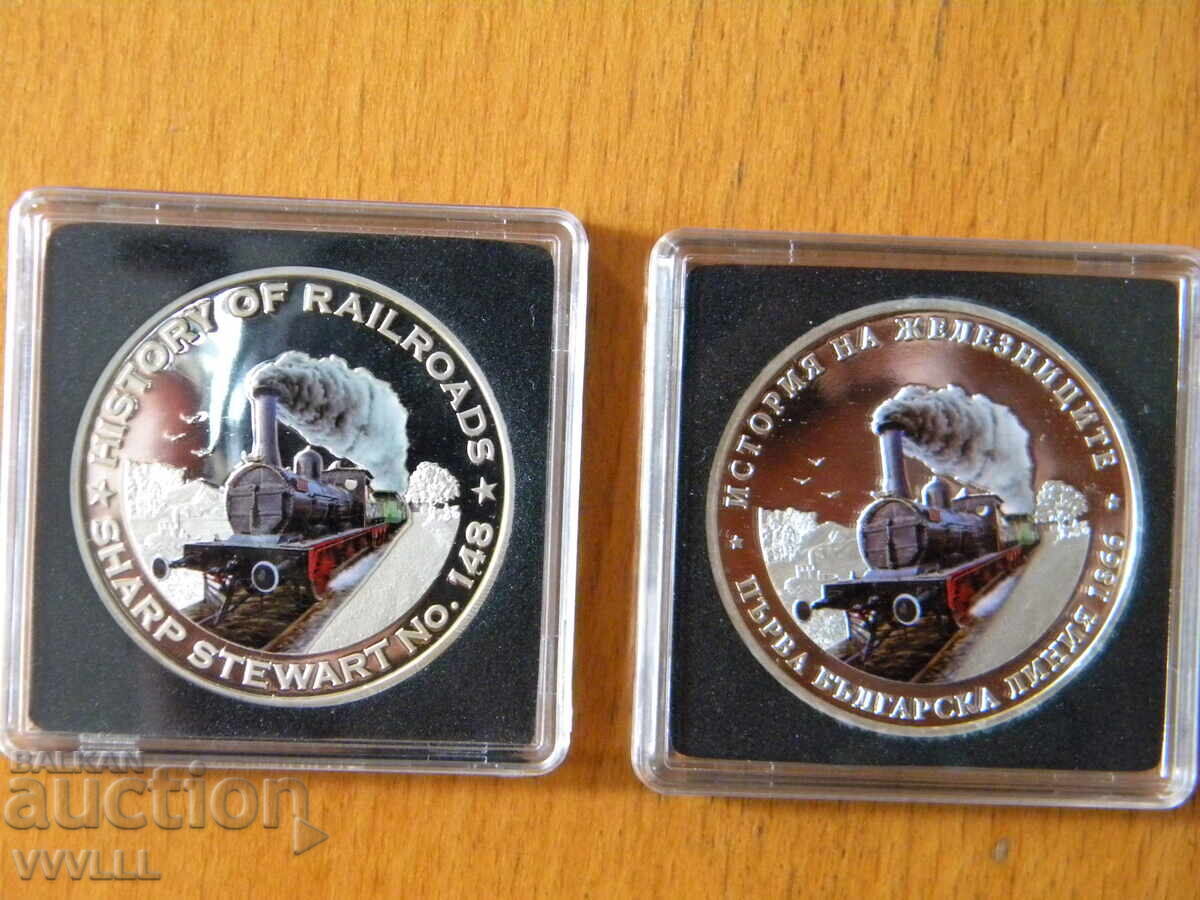 ★ HISTORY OF RAILROADS ★
SHARP STEWART No. 148
★ ИСТОРИЯ НА ЖЕЛЕЗНИЦИТЕ ★
ПЪРВА БЪЛГАРСКА ЛИНИЯ 1866
BALKAN
auction
VVVLLL